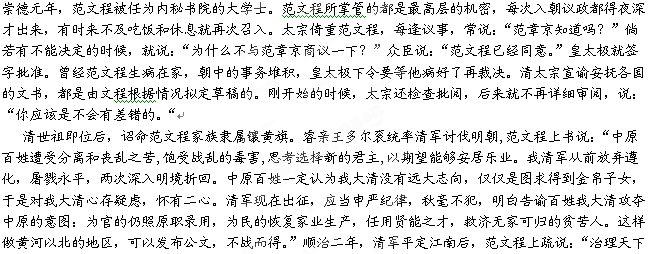 崇德元年，范文程被任为内秘书院的大学士。范文程所掌管的都是最高层的机密，每次入朝议政都得夜深
才出来，有时来不及吃饭和休息就再次召入。太宗倚重范文程，每逢议事，常说：“范章京知道吗？”倘
若有不能决定的时候，就说：“为什么不与范章京商议一下？”众臣说：“范文程已经同意。”皇太极就签
字批准。曾经范文程生病在家，朝中的事务堆积，皇太极下令要等他病好了再裁决。清太宗宣谕安抚各国
的文书，都是由文程根据情况拟定草稿的。刚开始的时候，太宗还检查批阅，后来就不再详细审阅，说：
“你应该是不会有差错的。“
清世祖即位后，诏命范文程家族隶属镶黄旗。睿亲王多尔衮统率清军讨伐明朝,范文程上书说：“中原
百姓遭受分离和丧乱之苦,饱受战乱的毒害,思考选择新的君主,以期望能够安居乐业。我清军从前放弃遵
化，屠戮永平，两次深入明境折回。中原百姓一定认为我大清没有远大志向，仅仅是图求得到金帛子女，
于是对我大清心存疑虑，怀有二心。清军现在出征，应当申严纪律，秋毫不犯，明白告谕百姓我大清攻夺
中原的意图：为官的仍照原职录用，为民的恢复家业生产，任用贤能之才，救济无家可归的贫苦人。这样
做黄河以北的地区，可以发布公文，不战而得。”顺治二年，清军平定江南后，范文程上疏说：“治理天下